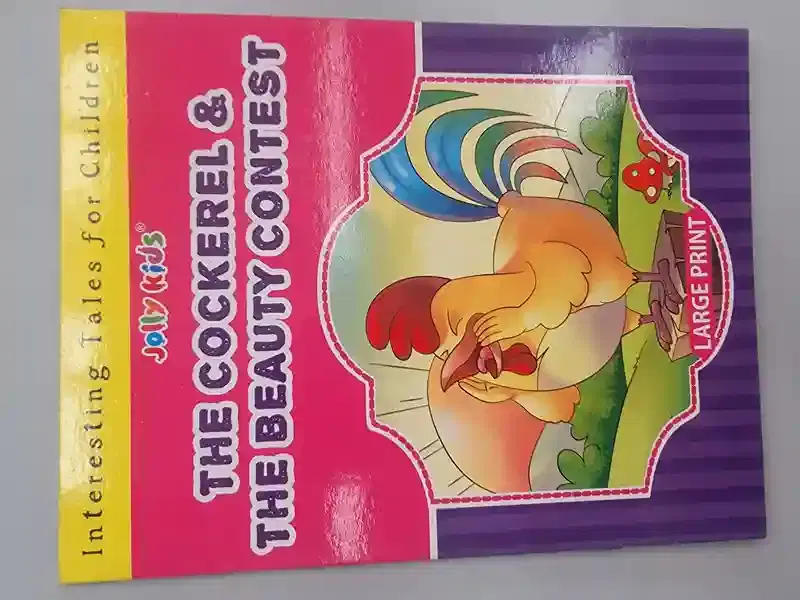 Interesting Tales for Children
Jolly Kids®
THE COCKEREL &
THE BEAUTY CONTEST
LARGE PRINT